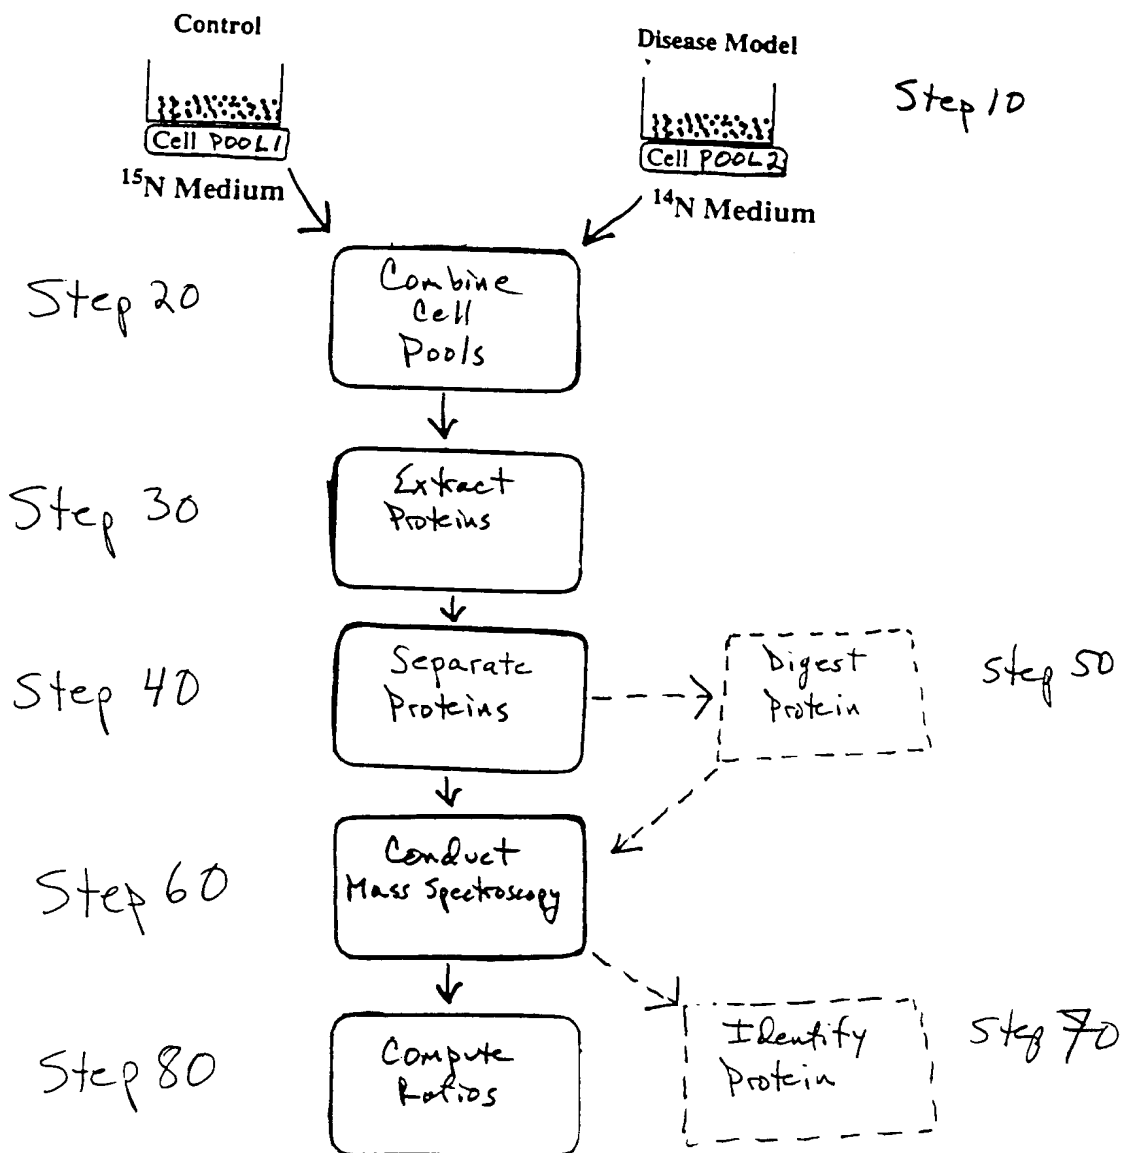 Control
Disease Model
Step 10
Cell POOL1
Cell POOL2
¹⁵N Medium
¹⁴N Medium
Step 20
Combine
Cell
Pools
Step 30
Extract
Proteins
Step 40
Separate
Proteins
Digest
Protein
Step 50
Step 60
Conduct
Mass Spectroscopy
Step 80
Compute
Ratios
Identify
Protein
Step 70